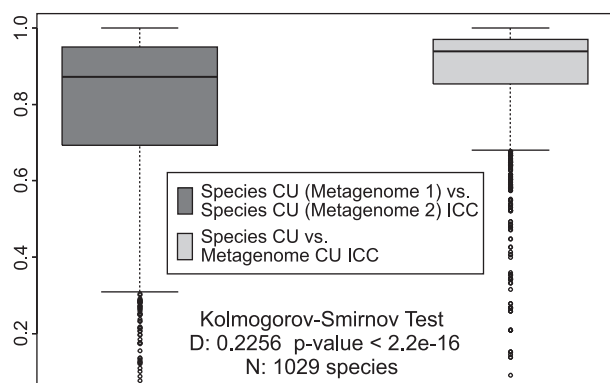 1.0
0.8
0.6
0.4
0.2
Species CU (Metagenome 1) vs.
Species CU (Metagenome 2) ICC
Species CU vs.
Metagenome CU ICC
Kolmogorov-Smirnov Test
D: 0.2256 p-value < 2.2e-16
N: 1029 species